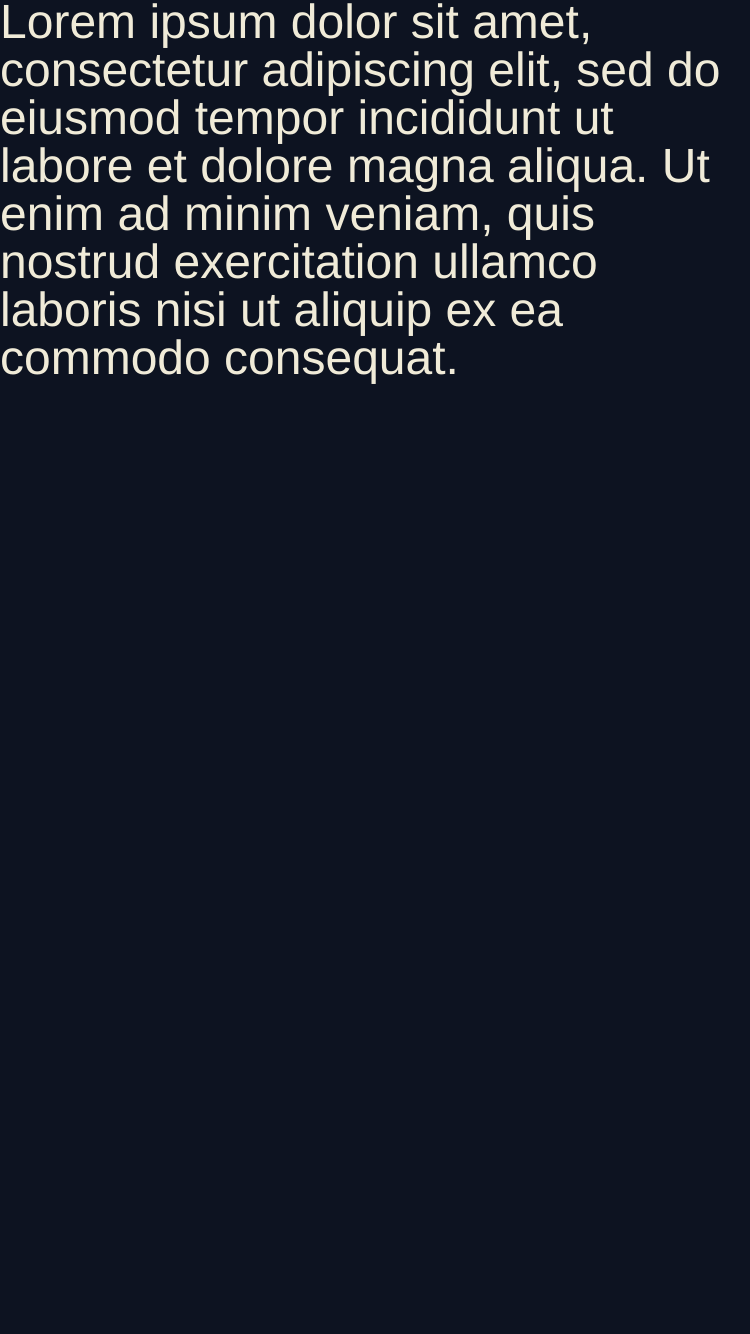 Lorem ipsum dolor sit amet,
consectetur adipiscing elit, sed do
eiusmod tempor incididunt ut
labore et dolore magna aliqua. Ut
enim ad minim veniam, quis
nostrud exercitation ullamco
laboris nisi ut aliquip ex ea
commodo consequat.